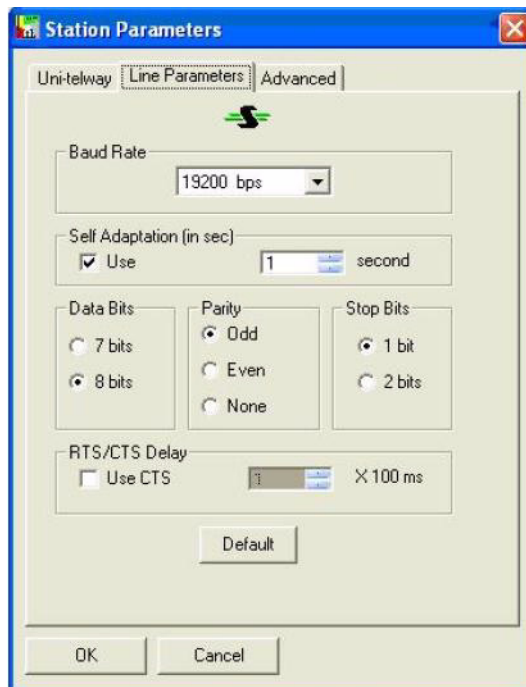 Station Parameters
Uni-telway Line Parameters Advanced
Baud Rate
19200 bps
Self Adaptation (in sec)
Use 1 second
Data Bits
7 bits
8 bits
Parity
Odd
Even
None
Stop Bits
1 bit
2 bits
RTS/CTS Delay
Use CTS 1 X 100 ms
Default
OK Cancel